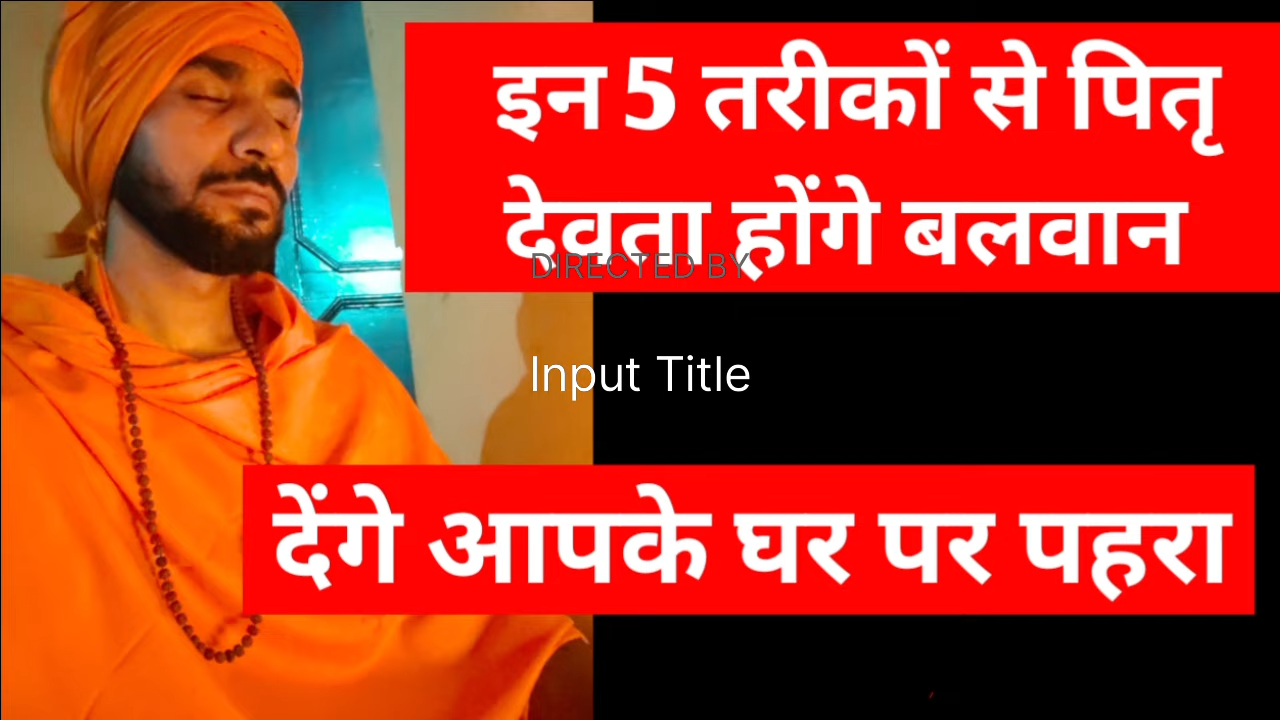 इन 5 तरीकों से पितृ
देवता होंगे बलवान
DIRECTED BY
Input Title
देंगे आपके घर पर पहरा